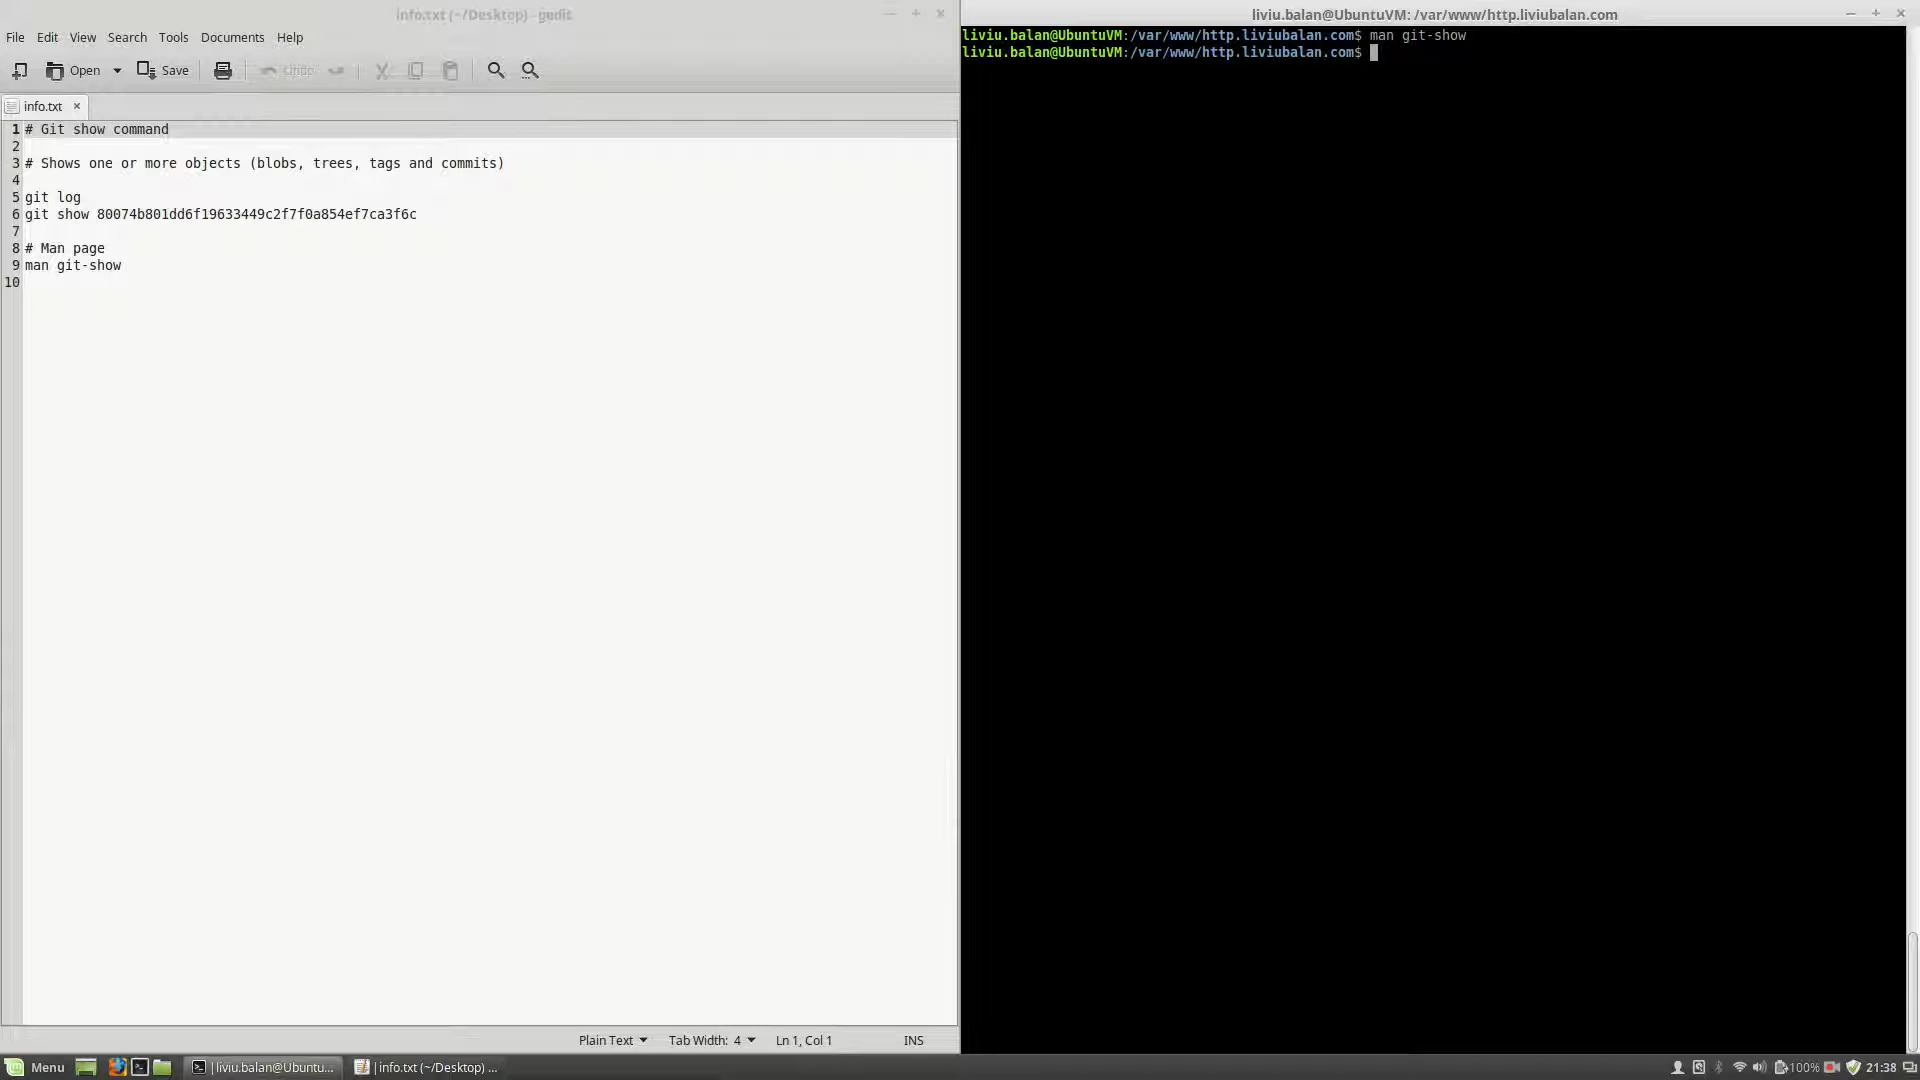 info.txt (~/Desktop) - gedit
File Edit View Search Tools Documents Help
Open Save Undo
info.txt
1 # Git show command
2
3 # Shows one or more objects (blobs, trees, tags and commits)
4
5 git log
6 git show 80074b801dd6f19633449c2f7f0a854ef7ca3f6c
7
8 # Man page
9 man git-show
10
Plain Text Tab Width: 4 Ln 1, Col 1 INS
liviu.balan@UbuntuVM: /var/www/http.liviubalan.com
liviu.balan@UbuntuVM:/var/www/http.liviubalan.com$ man git-show
liviu.balan@UbuntuVM:/var/www/http.liviubalan.com$
Menu |liviu.balan@Ubuntu... |info.txt (~/Desktop) ... 100% 21:38